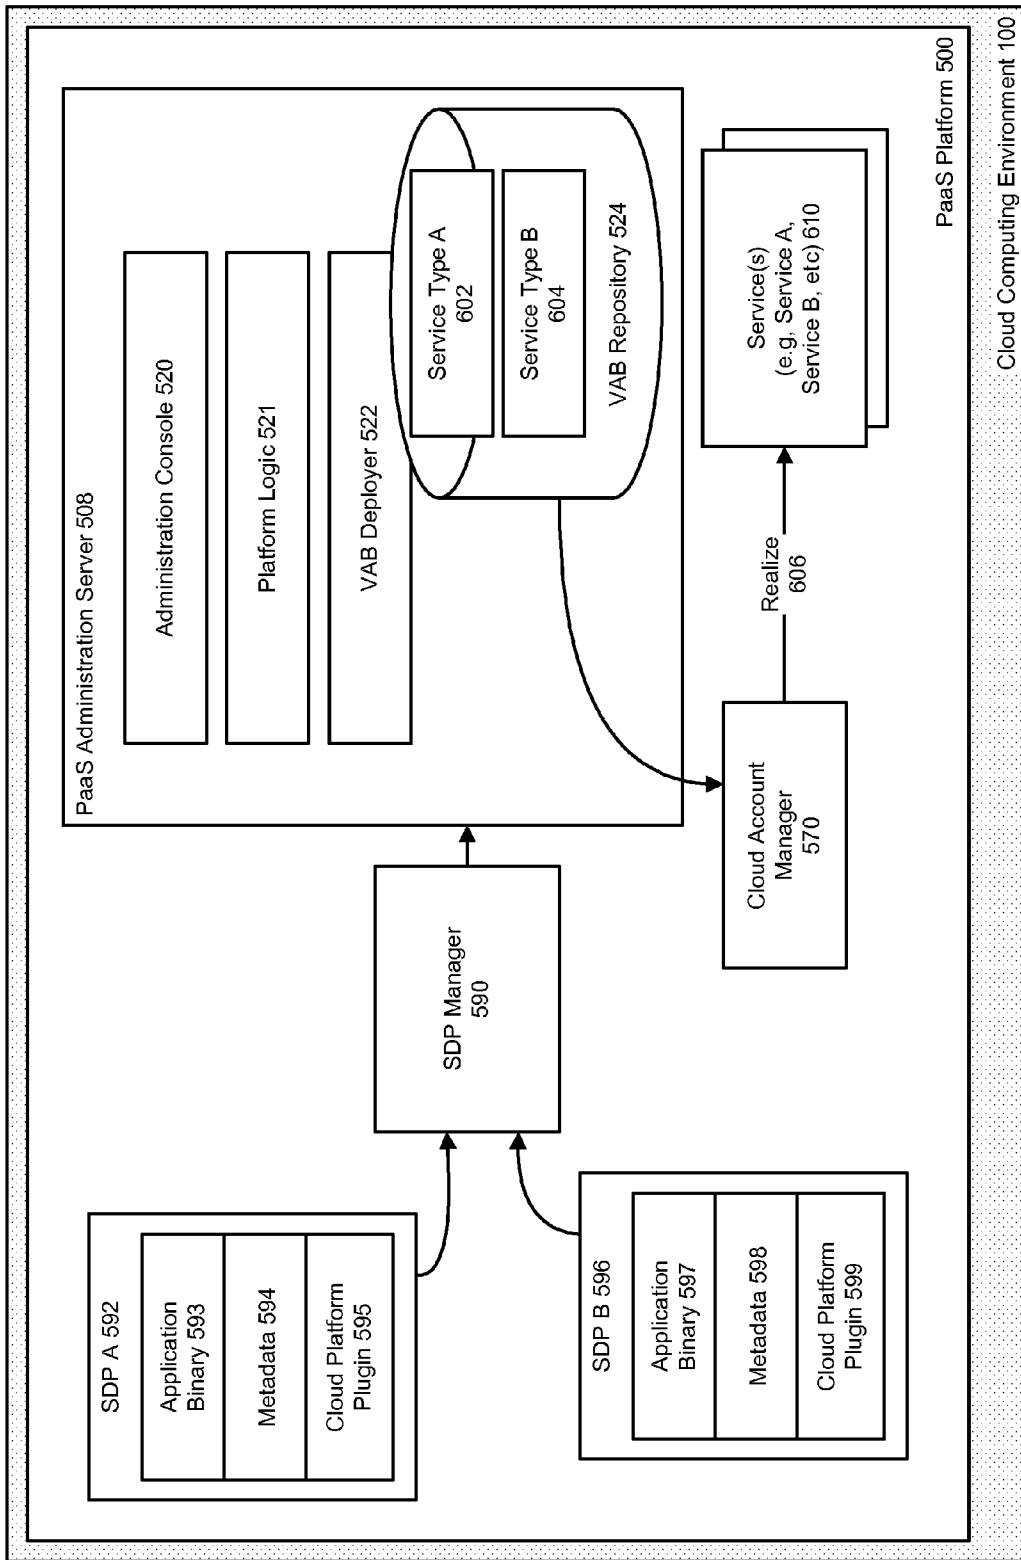 SDP A 592
Application
Binary 593
Metadata 594
Cloud Platform
Plugin 595
SDP B 596
Application
Binary 597
Metadata 598
Cloud Platform
Plugin 599
SDP Manager
590
PaaS Administration Server 508
Administration Console 520
Platform Logic 521
VAB Deployer 522
Service Type A
602
Service Type B
604
VAB Repository 524
Cloud Account
Manager
570
Realize
606
Service(s)
(e.g, Service A,
Service B, etc) 610
PaaS Platform 500
Cloud Computing Environment 100